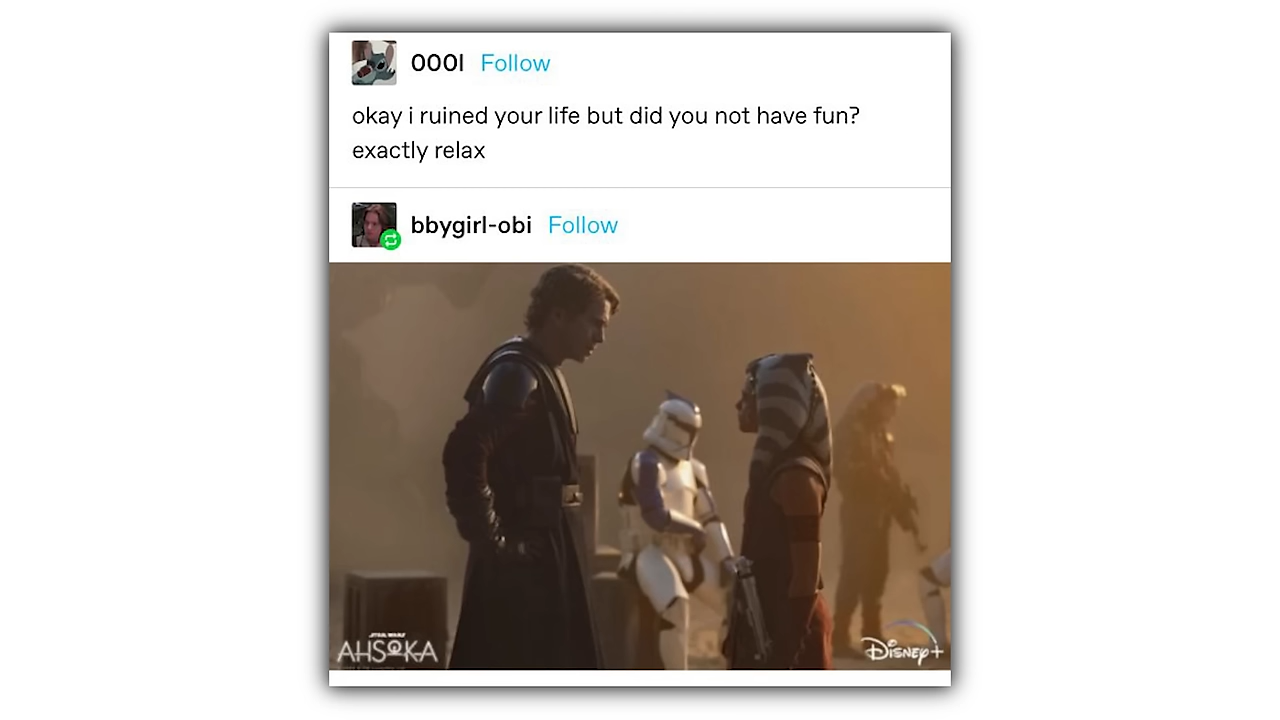 000l Follow
okay i ruined your life but did you not have fun?
exactly relax
bbygirl-obi Follow
STAR WARS
AHSOKA
Disney+